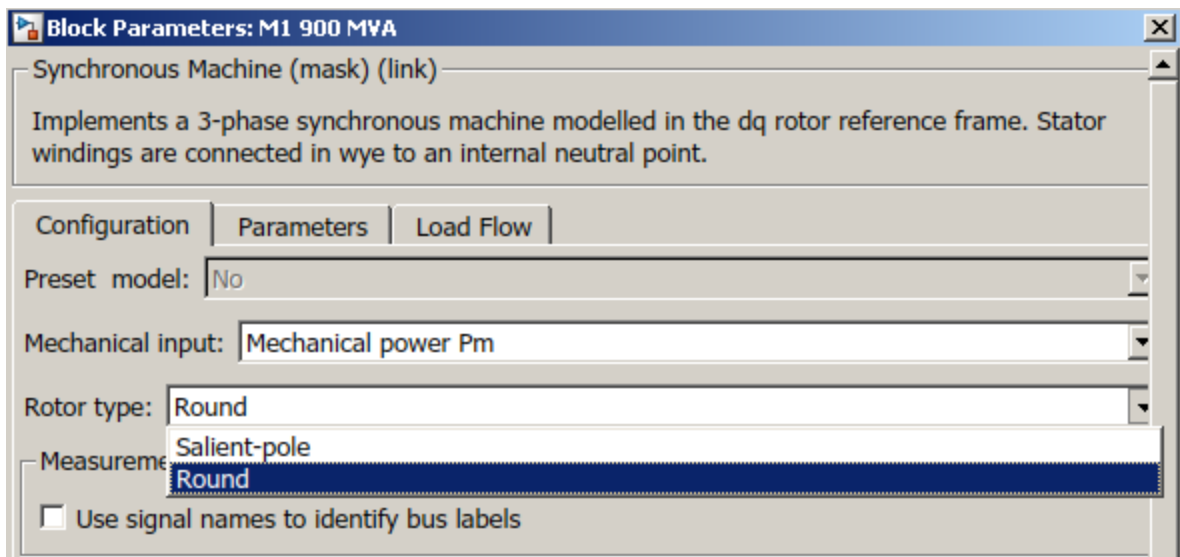 Block Parameters: M1 900 MVA
Synchronous Machine (mask) (link)
Implements a 3-phase synchronous machine modelled in the dq rotor reference frame. Stator
windings are connected in wye to an internal neutral point.
Configuration Parameters Load Flow
Preset model: No
Mechanical input: Mechanical power Pm
Rotor type: Round
Salient-pole
Round
Use signal names to identify bus labels